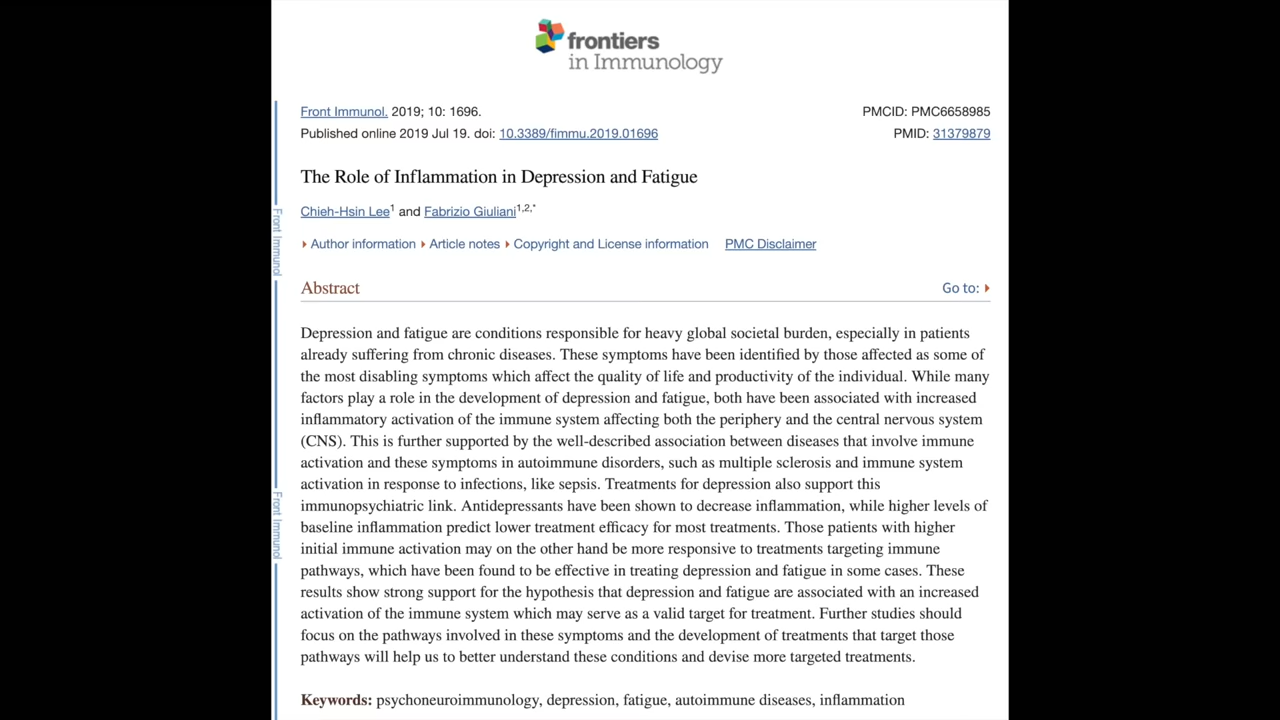 frontiers
in Immunology
Front Immunol. 2019; 10: 1696.
PMCID: PMC6658985
Published online 2019 Jul 19. doi: 10.3389/fimmu.2019.01696
PMID: 31379879
The Role of Inflammation in Depression and Fatigue
Chieh-Hsin Lee1 and Fabrizio Giuliani1,2,*
Author information Article notes Copyright and License information PMC Disclaimer
Abstract
Go to:
Depression and fatigue are conditions responsible for heavy global societal burden, especially in patients
already suffering from chronic diseases. These symptoms have been identified by those affected as some of
the most disabling symptoms which affect the quality of life and productivity of the individual. While many
factors play a role in the development of depression and fatigue, both have been associated with increased
inflammatory activation of the immune system affecting both the periphery and the central nervous system
(CNS). This is further supported by the well-described association between diseases that involve immune
activation and these symptoms in autoimmune disorders, such as multiple sclerosis and immune system
activation in response to infections, like sepsis. Treatments for depression also support this
immunopsychiatric link. Antidepressants have been shown to decrease inflammation, while higher levels of
baseline inflammation predict lower treatment efficacy for most treatments. Those patients with higher
initial immune activation may on the other hand be more responsive to treatments targeting immune
pathways, which have been found to be effective in treating depression and fatigue in some cases. These
results show strong support for the hypothesis that depression and fatigue are associated with an increased
activation of the immune system which may serve as a valid target for treatment. Further studies should
focus on the pathways involved in these symptoms and the development of treatments that target those
pathways will help us to better understand these conditions and devise more targeted treatments.
Keywords: psychoneuroimmunology, depression, fatigue, autoimmune diseases, inflammation
Front Immunol
Front Immunol